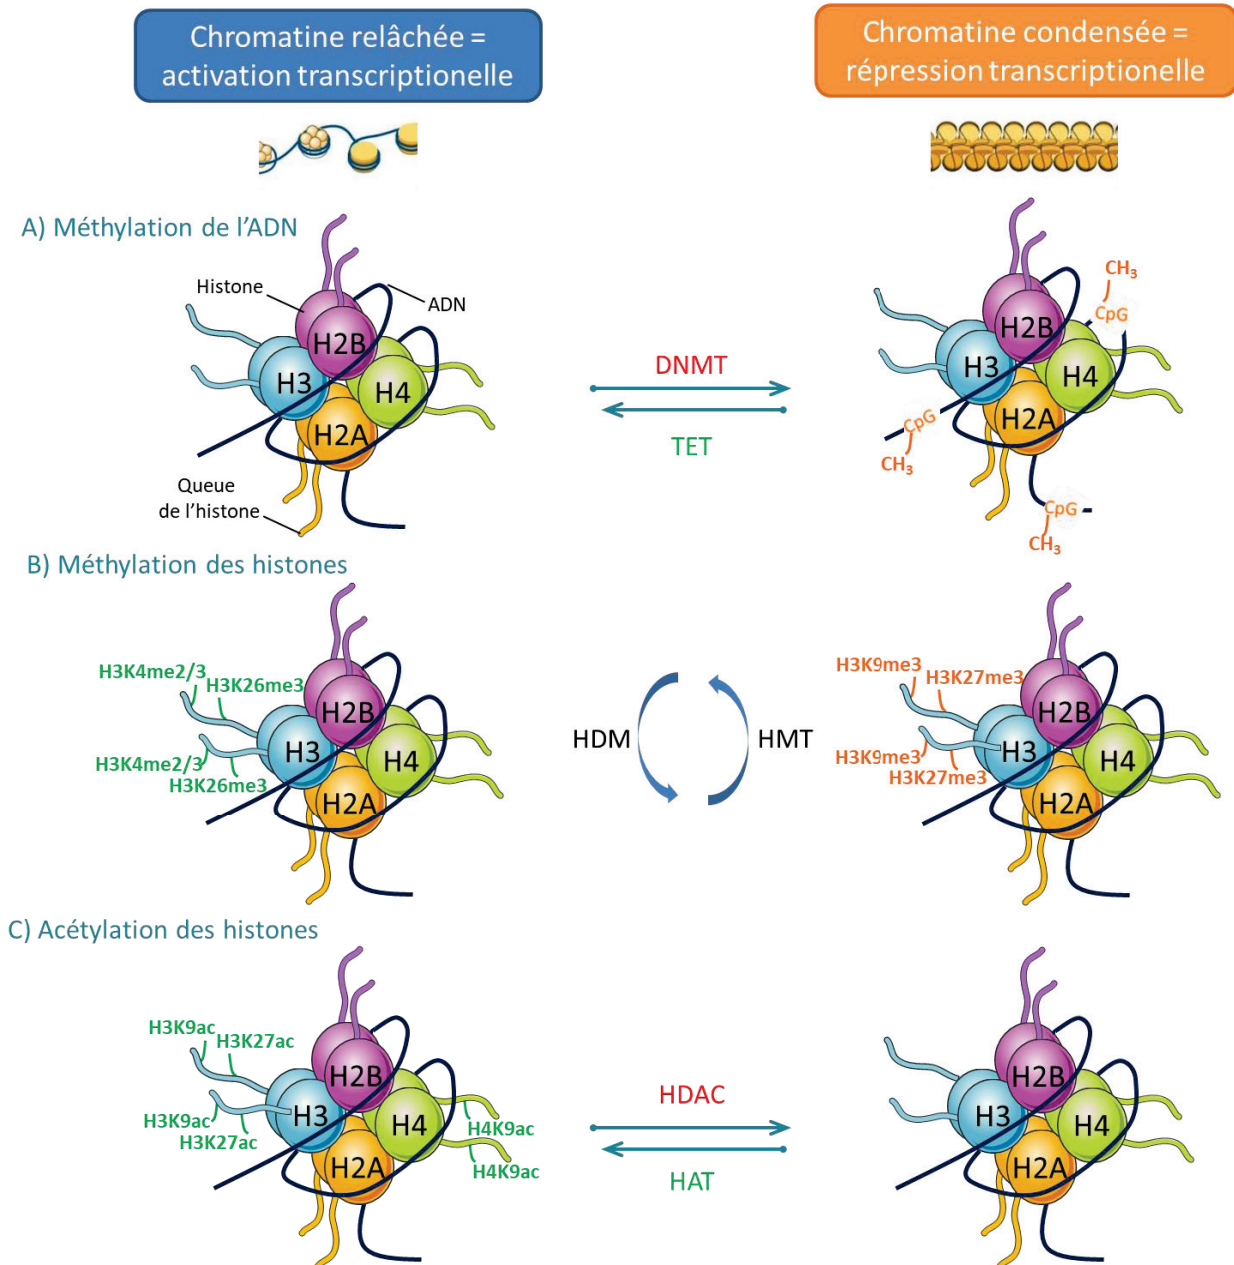 Chromatine relâchée =
activation transcriptionelle
Chromatine condensée =
répression transcriptionelle
A) Méthylation de l'ADN
Histone
ADN
H2B
H3
H4
H2A
Queue
de l'histone
DNMT
TET
CH3
CpG
H2B
H3
H4
H2A
CpG
CH3
CpG
CH3
B) Méthylation des histones
H3K4me2/3
H3K26me3
H2B
H3
H4
H3K4me2/3
H3K26me3
H2A
HDM
HMT
H3K9me3
H3K27me3
H2B
H3
H4
H3K9me3
H3K27me3
H2A
C) Acétylation des histones
H3K9ac
H3K27ac
H2B
H3
H4
H3K9ac
H3K27ac
H4K9ac
H4K9ac
H2A
HDAC
HAT
H2B
H3
H4
H2A